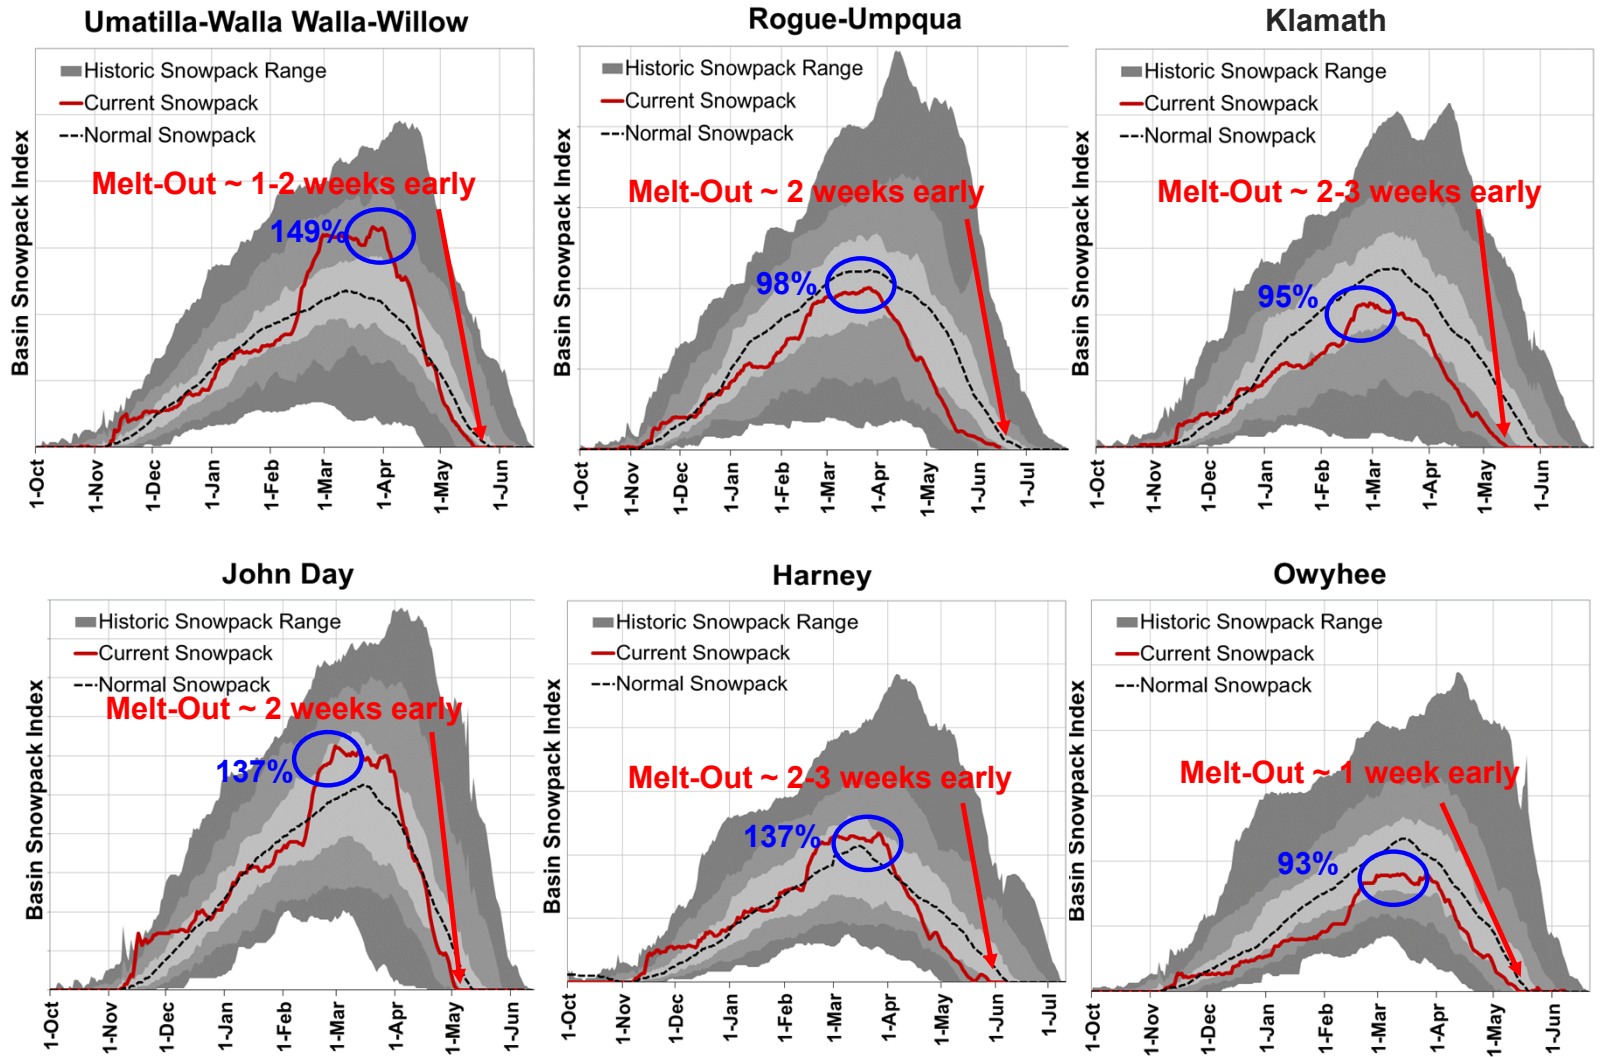 Umatilla-Walla Walla-Willow
Historic Snowpack Range
Current Snowpack
Normal Snowpack
Melt-Out ~ 1-2 weeks early
149%
Basin Snowpack Index
1-Oct
1-Nov
1-Dec
1-Jan
1-Feb
1-Mar
1-Apr
1-May
1-Jun
Rogue-Umpqua
Historic Snowpack Range
Current Snowpack
Normal Snowpack
Melt-Out ~ 2 weeks early
98%
Basin Snowpack Index
1-Oct
1-Nov
1-Dec
1-Jan
1-Feb
1-Mar
1-Apr
1-May
1-Jun
1-Jul
Klamath
Historic Snowpack Range
Current Snowpack
Normal Snowpack
Melt-Out ~ 2-3 weeks early
95%
Basin Snowpack Index
1-Oct
1-Nov
1-Dec
1-Jan
1-Feb
1-Mar
1-Apr
1-May
1-Jun
John Day
Historic Snowpack Range
Current Snowpack
Normal Snowpack
Melt-Out ~ 2 weeks early
137%
Basin Snowpack Index
1-Oct
1-Nov
1-Dec
1-Jan
1-Feb
1-Mar
1-Apr
1-May
1-Jun
Harney
Historic Snowpack Range
Current Snowpack
Normal Snowpack
Melt-Out ~ 2-3 weeks early
137%
Basin Snowpack Index
1-Oct
1-Nov
1-Dec
1-Jan
1-Feb
1-Mar
1-Apr
1-May
1-Jun
1-Jul
Owyhee
Historic Snowpack Range
Current Snowpack
Normal Snowpack
Melt-Out ~ 1 week early
93%
Basin Snowpack Index
1-Oct
1-Nov
1-Dec
1-Jan
1-Feb
1-Mar
1-Apr
1-May
1-Jun